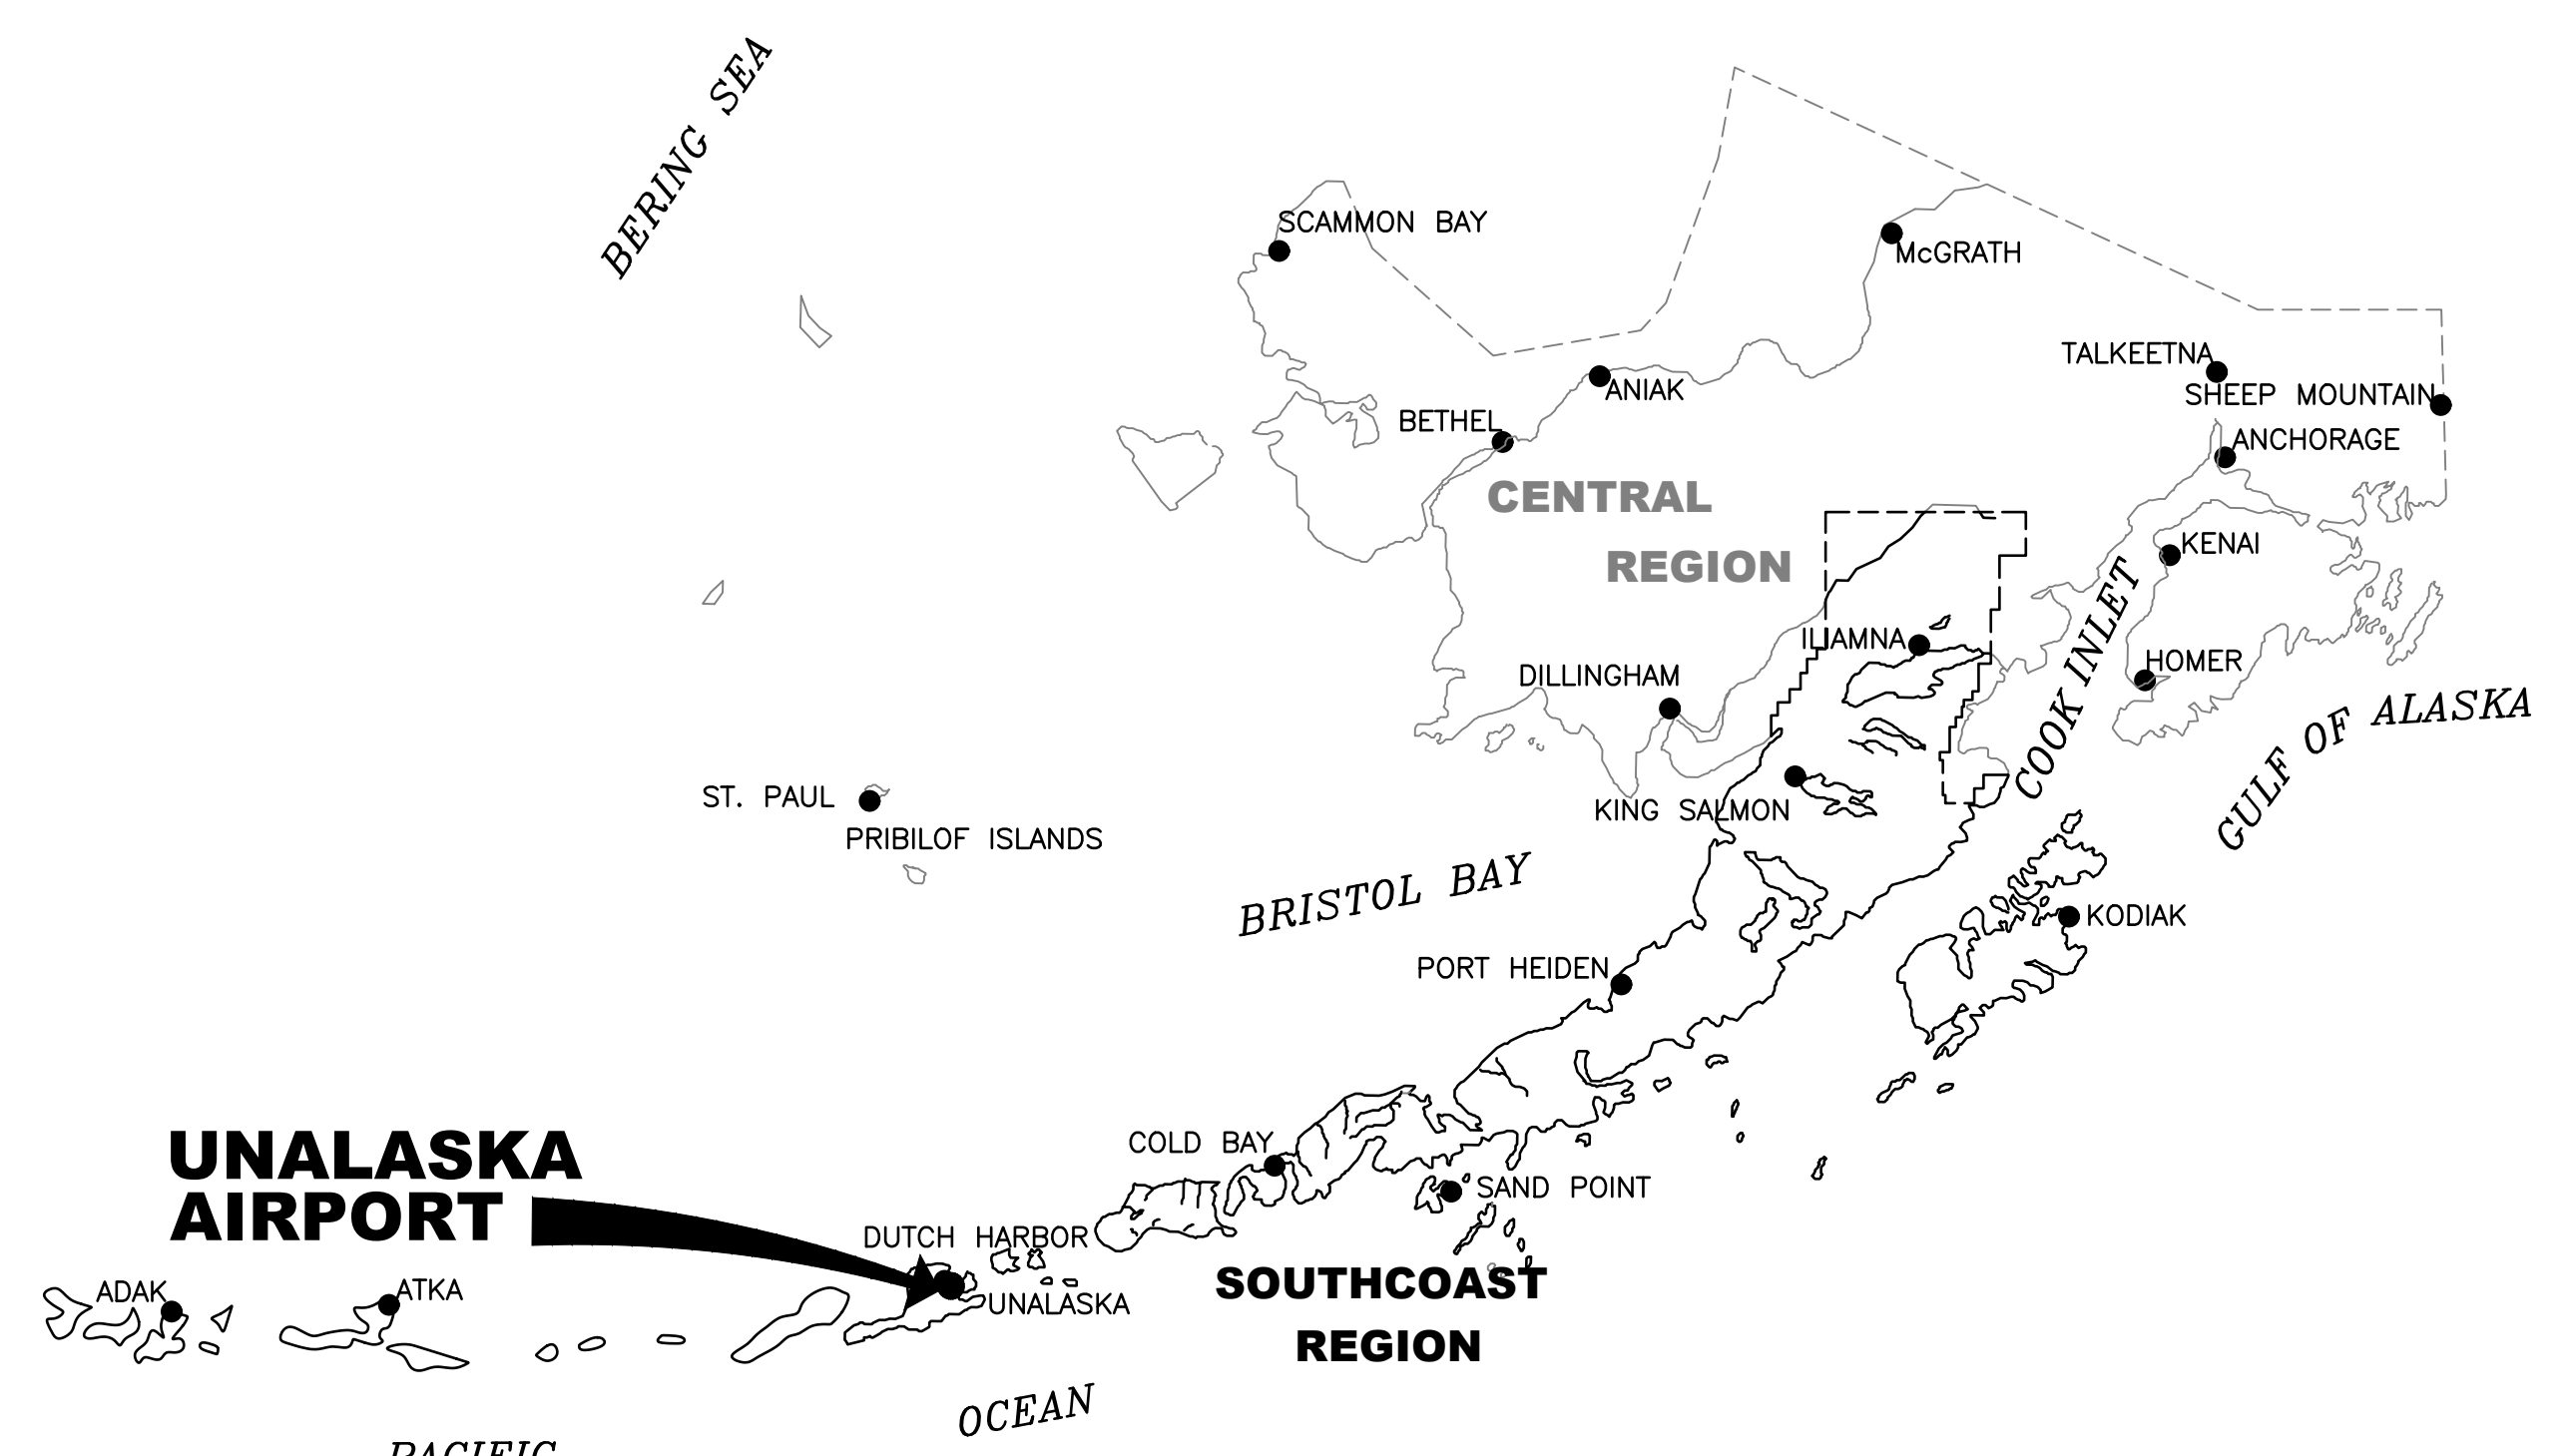 BERING SEA
SCAMMON BAY
McGRATH
TALKEETNA
SHEEP MOUNTAIN
ANIAK
BETHEL
ANCHORAGE
CENTRAL
REGION
KENAI
COOK INLET
ILIAMNA
HOMER
DILLINGHAM
GULF OF ALASKA
ST. PAUL
PRIBILOF ISLANDS
KING SALMON
BRISTOL BAY
KODIAK
PORT HEIDEN
UNALASKA
AIRPORT
COLD BAY
SAND POINT
DUTCH HARBOR
ADAK
ATKA
UNALASKA
SOUTHCOAST
REGION
OCEAN
PACIFIC